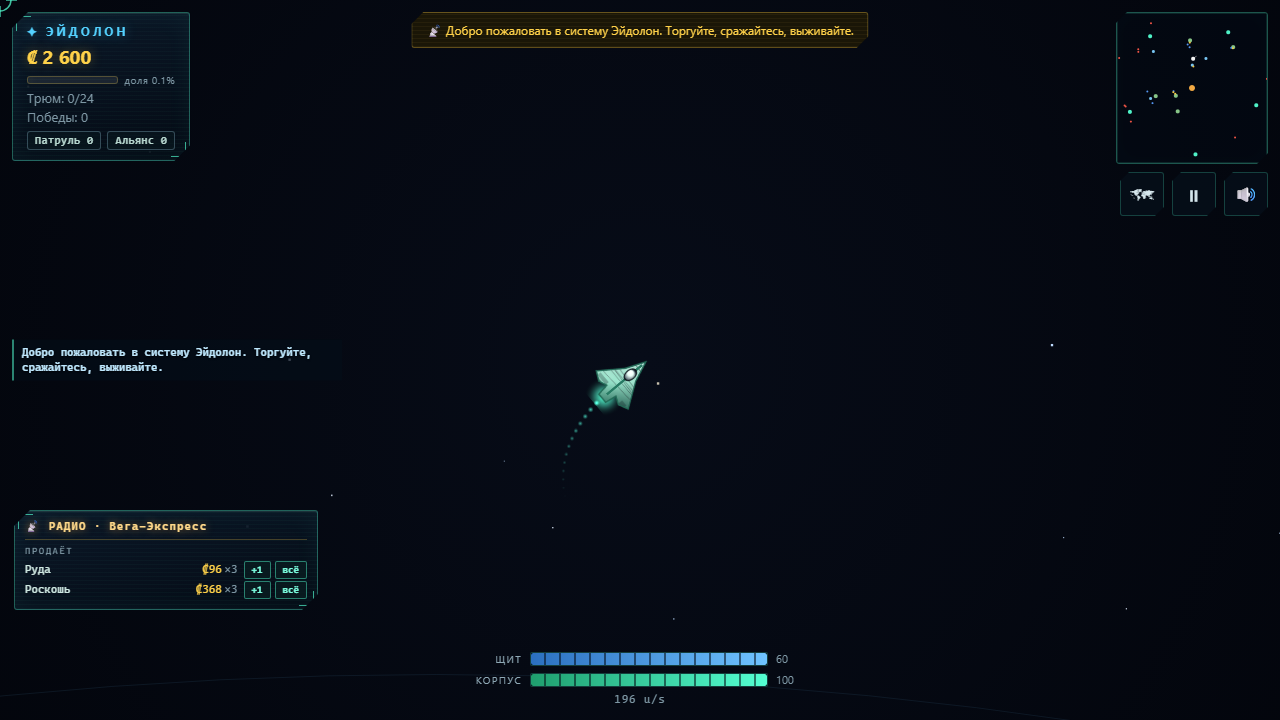 ЭЙДОЛОН
₡ 2 600
доля 0.1%
Трюм: 0/24
Победы: 0
Патруль 0 Альянс 0
Добро пожаловать в систему Эйдолон. Торгуйте, сражайтесь, выживайте.
Добро пожаловать в систему Эйдолон. Торгуйте,
сражайтесь, выживайте.
РАДИО · Вега-Экспресс
ПРОДАЁТ
Руда ₡96 ×3 +1 всё
Роскошь ₡368 ×3 +1 всё
ЩИТ 60
КОРПУС 100
196 u/s